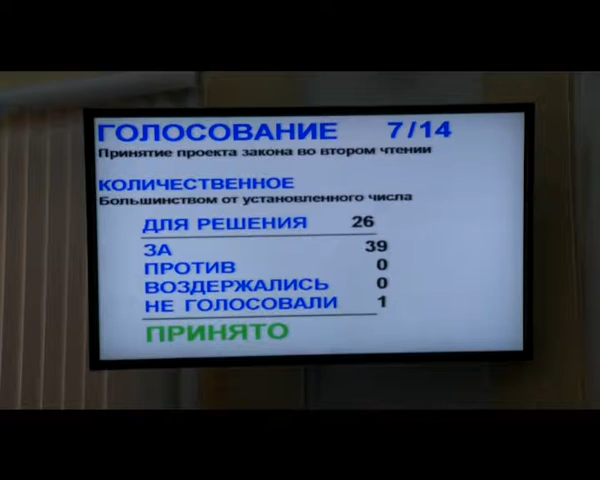 ГОЛОСОВАНИЕ 7/14
Принятие проекта закона во втором чтении
КОЛИЧЕСТВЕННОЕ
Большинством от установленного числа
ДЛЯ РЕШЕНИЯ 26
ЗА 39
ПРОТИВ 0
ВОЗДЕРЖАЛИСЬ 0
НЕ ГОЛОСОВАЛИ 1
ПРИНЯТО